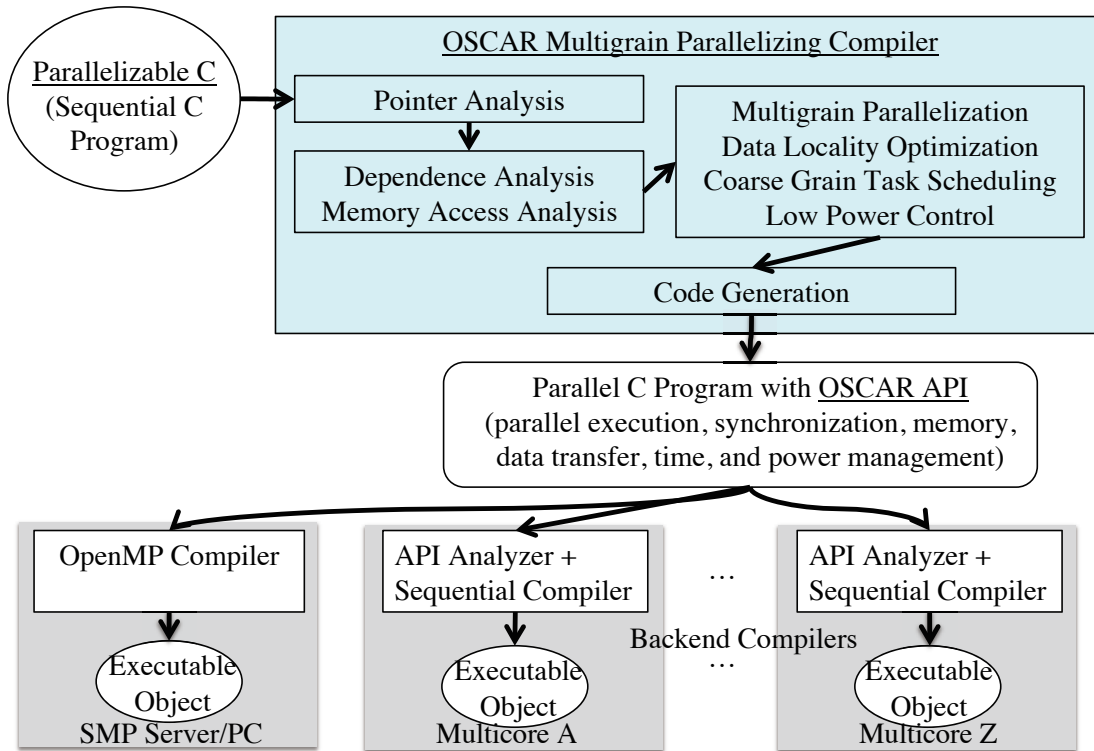 OSCAR Multigrain Parallelizing Compiler
Parallelizable C
(Sequential C
Program)
Pointer Analysis
Dependence Analysis
Memory Access Analysis
Multigrain Parallelization
Data Locality Optimization
Coarse Grain Task Scheduling
Low Power Control
Code Generation
Parallel C Program with OSCAR API
(parallel execution, synchronization, memory,
data transfer, time, and power management)
OpenMP Compiler
Executable
Object
SMP Server/PC
API Analyzer +
Sequential Compiler
Executable
Object
Multicore A
…
Backend Compilers
…
API Analyzer +
Sequential Compiler
Executable
Object
Multicore Z